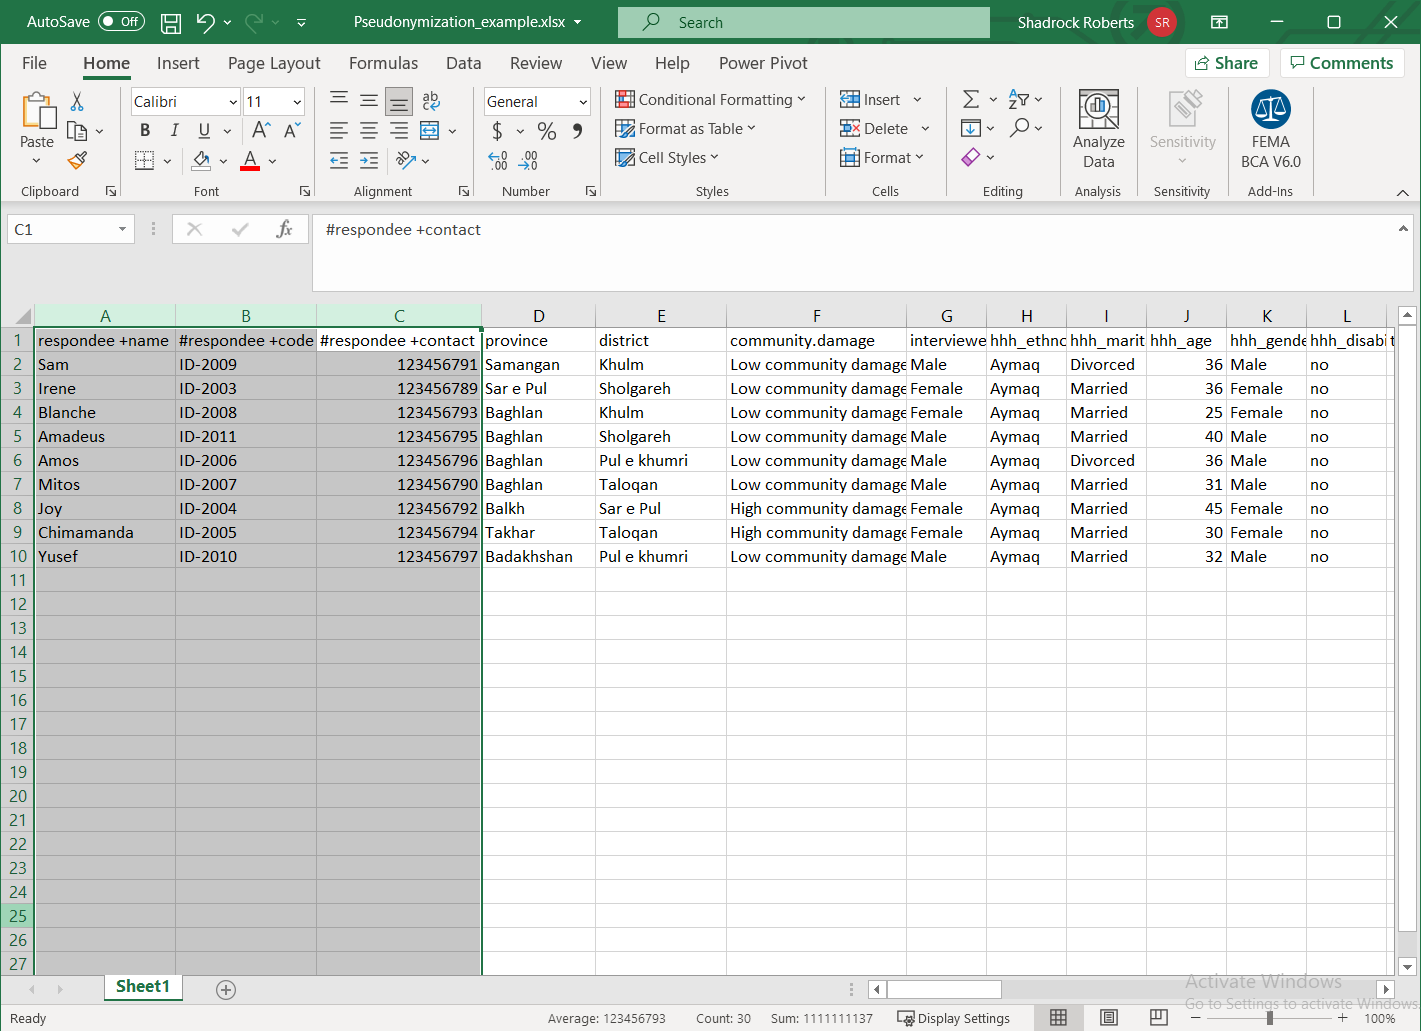 AutoSave Off Pseudonymization_example.xlsx Search Shadrock Roberts SR
File Home Insert Page Layout Formulas Data Review View Help Power Pivot Share Comments
Paste
Clipboard
Calibri 11
B I U A A
A
Font
ab
c
Alignment
General
$ % 9
.0 .00
.00 .0
Number
Conditional Formatting
Format as Table
Cell Styles
Styles
Insert
Delete
Format
Cells
Σ A Z
Editing
Analyze
Data
Analysis
Sensitivity
Sensitivity
FEMA
BCA V6.0
Add-Ins
C1 fx #respondee +contact
A B C D E F G H I J K L
1 respondee +name #respondee +code #respondee +contact province district community.damage interviewe hhh_ethno hhh_marit hhh_age hhh_gende hhh_disabi t
2 Sam ID-2009 123456791 Samangan Khulm Low community damage Male Aymaq Divorced 36 Male no
3 Irene ID-2003 123456789 Sar e Pul Sholgareh Low community damage Female Aymaq Married 36 Female no
4 Blanche ID-2008 123456793 Baghlan Khulm Low community damage Female Aymaq Married 25 Female no
5 Amadeus ID-2011 123456795 Baghlan Sholgareh Low community damage Male Aymaq Married 40 Male no
6 Amos ID-2006 123456796 Baghlan Pul e khumri Low community damage Male Aymaq Divorced 36 Male no
7 Mitos ID-2007 123456790 Baghlan Taloqan Low community damage Male Aymaq Married 31 Male no
8 Joy ID-2004 123456792 Balkh Sar e Pul High community damage Female Aymaq Married 45 Female no
9 Chimamanda ID-2005 123456794 Takhar Taloqan High community damage Female Aymaq Married 30 Female no
10 Yusef ID-2010 123456797 Badakhshan Pul e khumri Low community damage Male Aymaq Married 32 Male no
11
12
13
14
15
16
17
18
19
20
21
22
23
24
25
26
27
Sheet1
Activate Windows
Go to Settings to activate Windows.
Ready Average: 123456793 Count: 30 Sum: 1111111137 Display Settings 100%